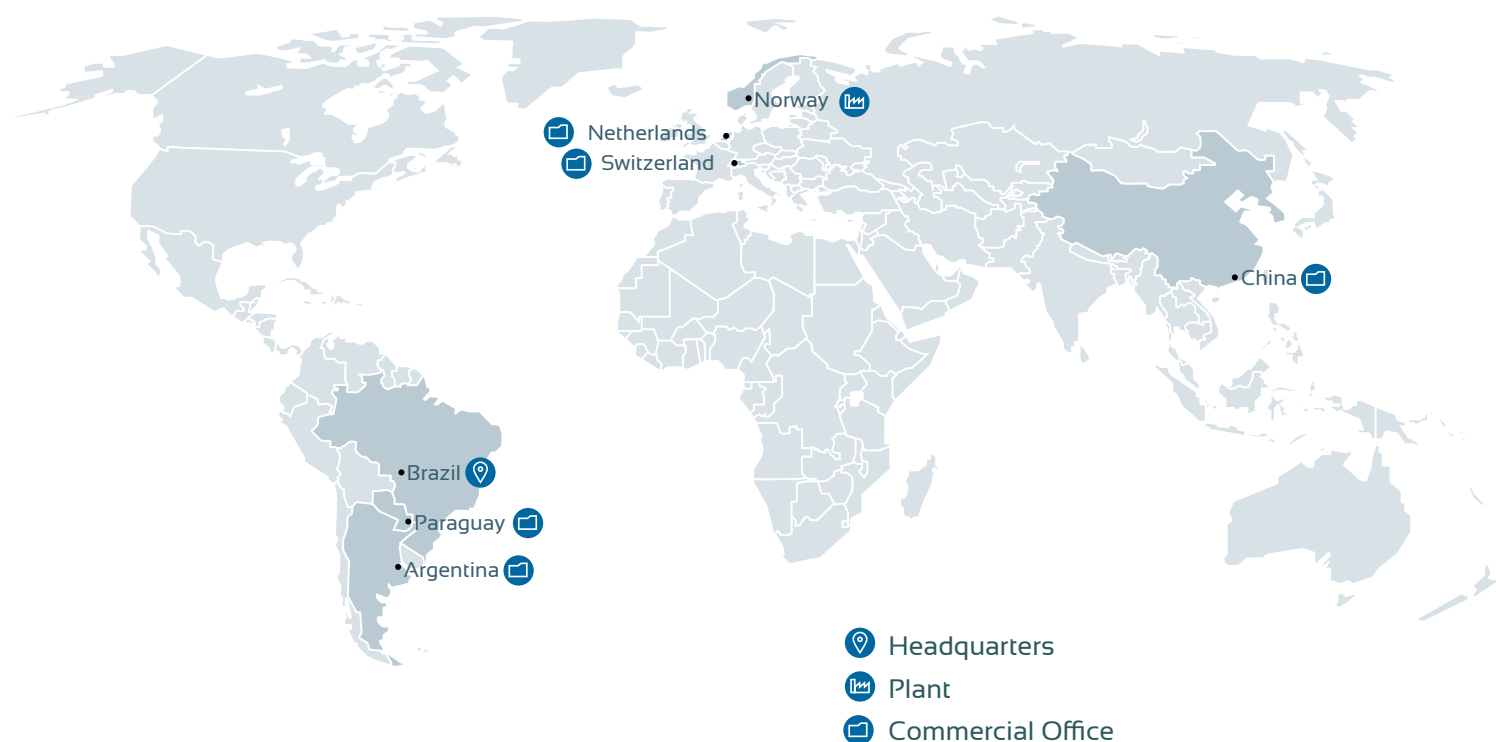 Norway
Netherlands
Switzerland
China
Brazil
Paraguay
Argentina
Headquarters
Plant
Commercial Office